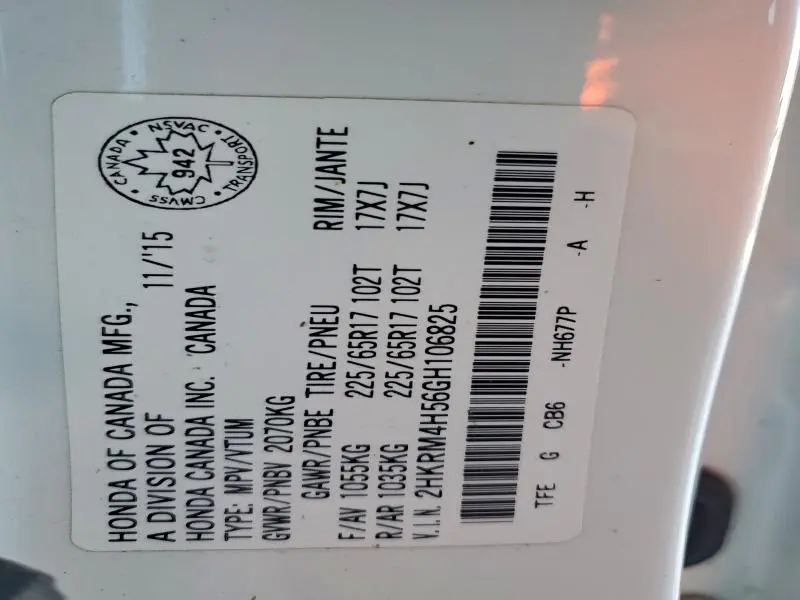 HONDA OF CANADA MFG., 11/'15
A DIVISION OF
HONDA CANADA INC. CANADA
TYPE: MPV/VTUM
GVWR/PNBV 2070KG
GAWR/PNBE TIRE/PNEU RIM/JANTE
F/AV 1055KG 225/65R17 102T 17X7J
R/AR 1035KG 225/65R17 102T 17X7J
V.I.N. 2HKRM4H56GH106825
TFE G CB6 -NH677P -A -H
CANADA • NSVAC • TRANSPORT • CMVSS
942